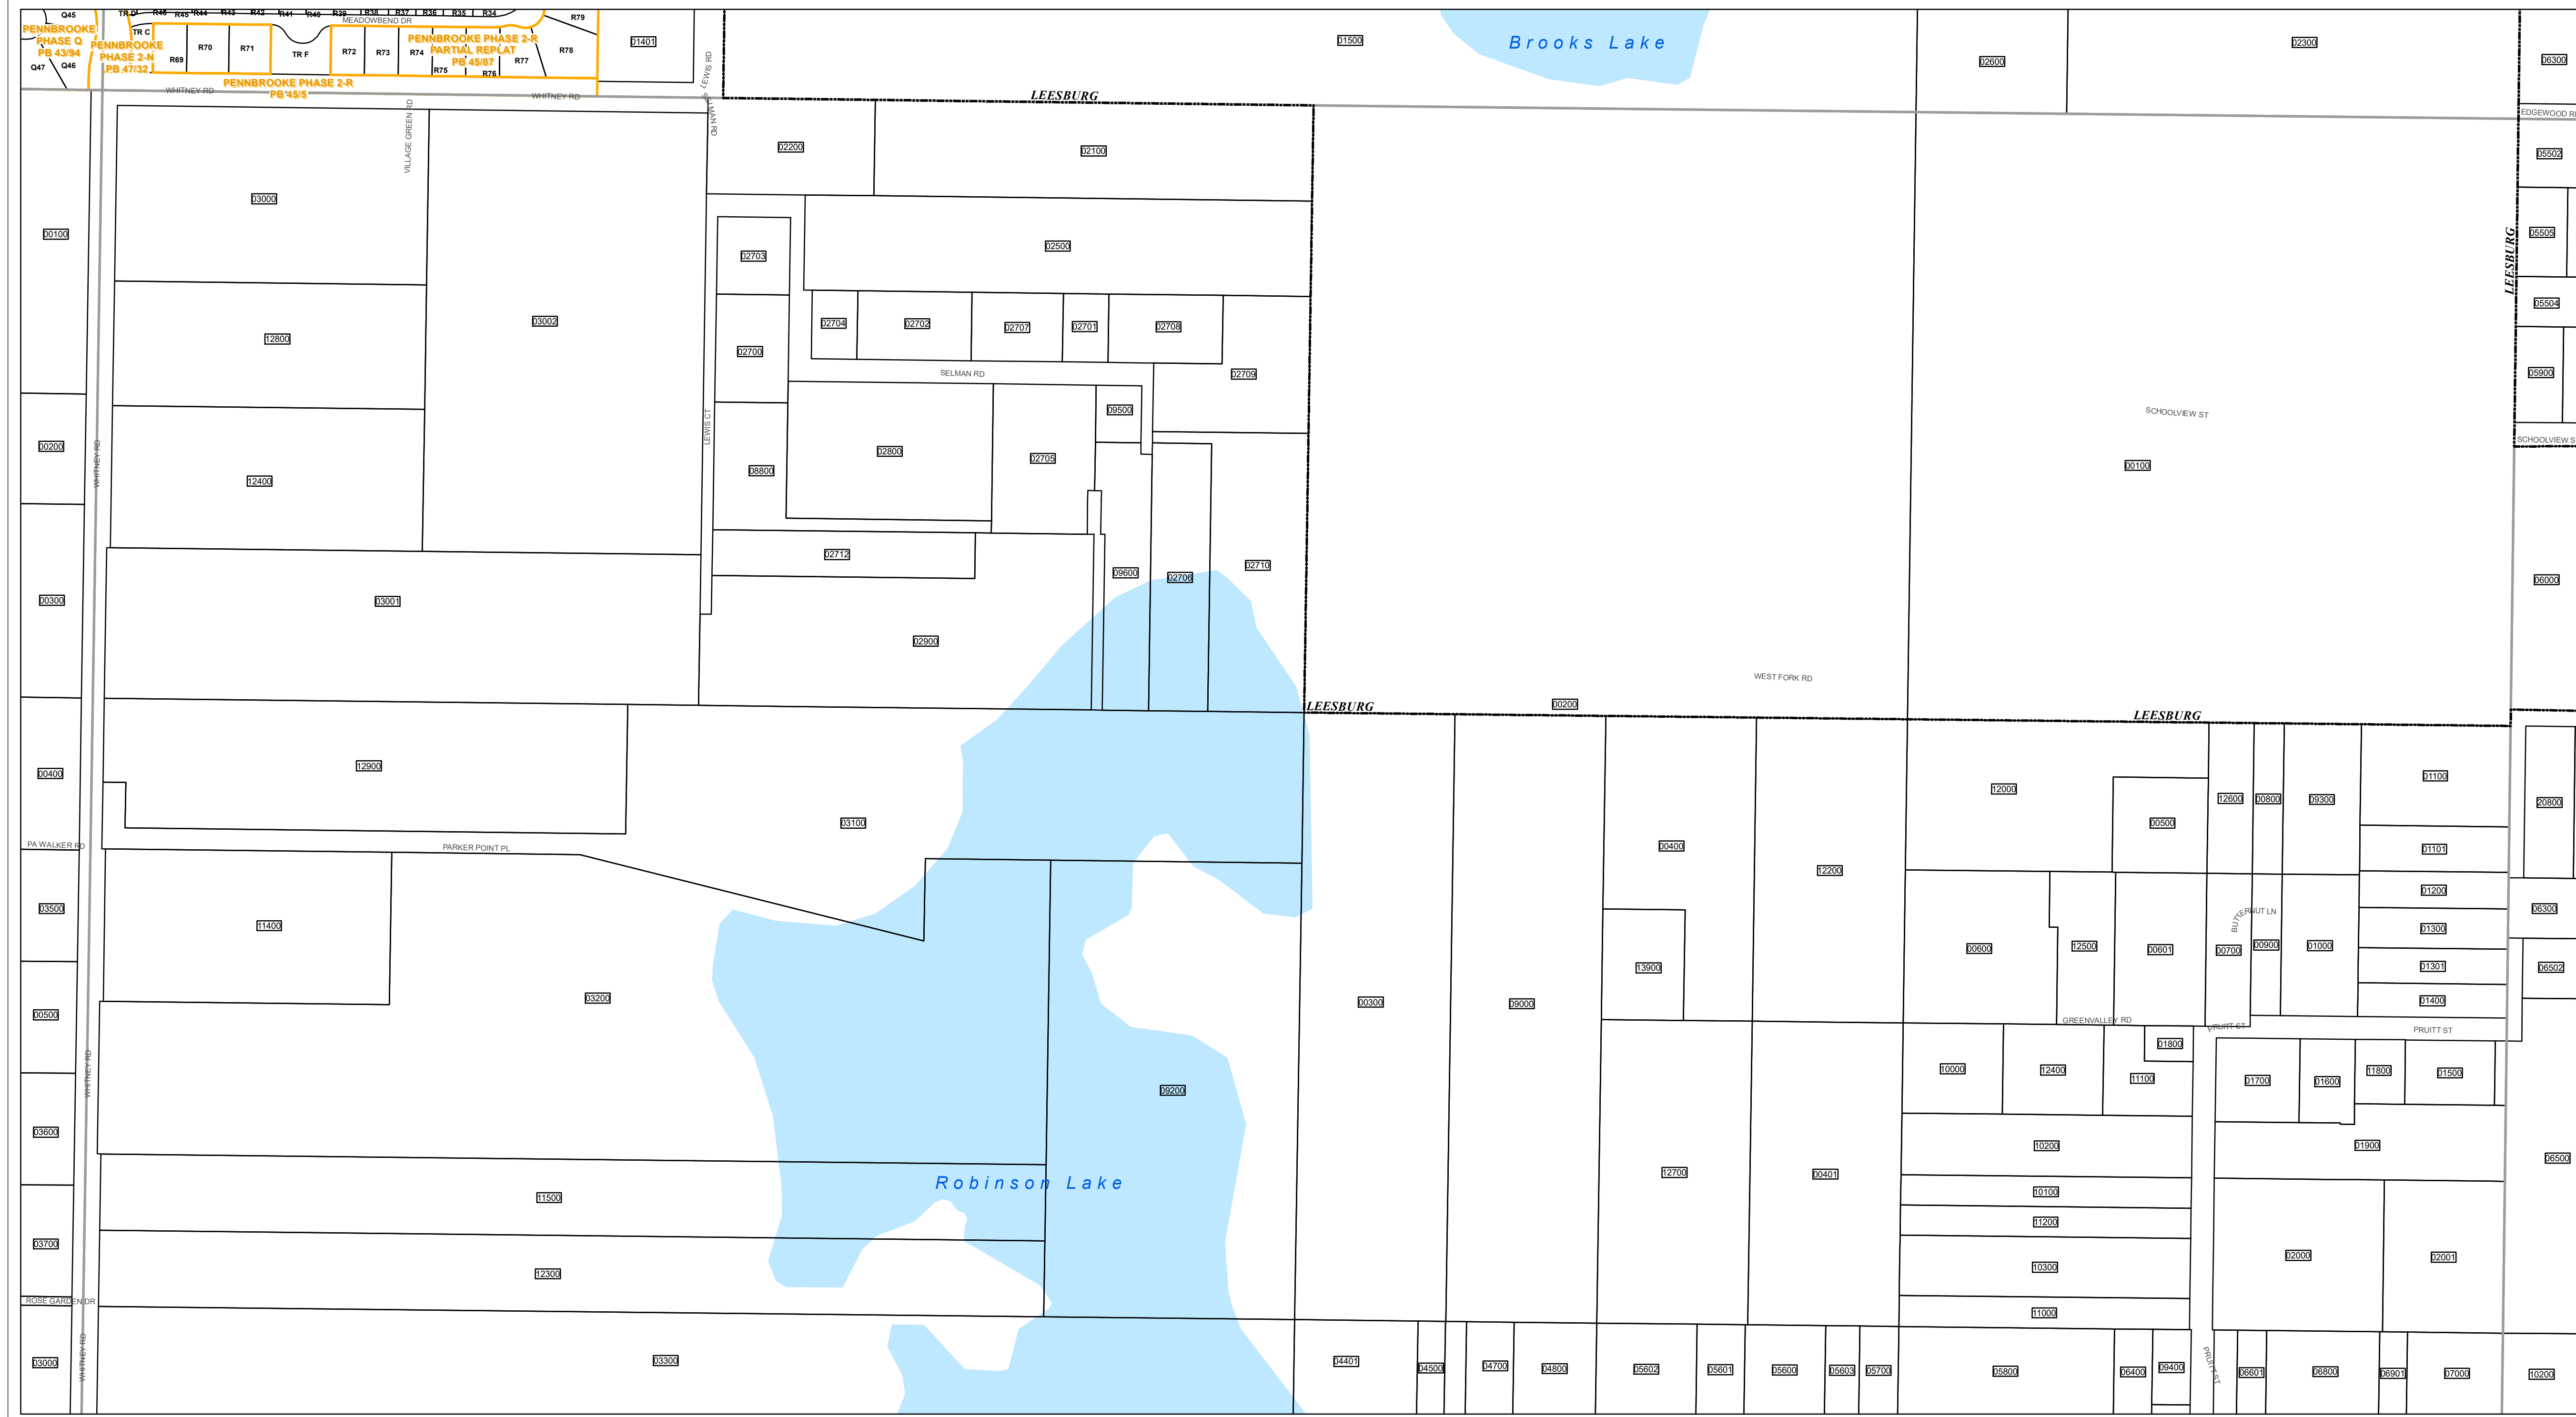 Q45
TR D
R46
R45
R44
R43
R42
R41
R40
R39
R38
R37
R36
R35
R34
R79
MEADOWBEND DR
PENNBROOKE
PHASE Q
PB 43/94
Q47
Q46
TR C
PENNBROOKE
PHASE 2-N
PB 47/32
R69
R70
R71
TR F
R72
R73
R74
PENNBROOKE PHASE 2-R
PARTIAL REPLAT
PB 45/87
R75
R76
R77
R78
PENNBROOKE PHASE 2-R
PB 45/5
01401
LEWIS RD
01500
Brooks Lake
02600
02300
06300
WHITNEY RD
WHITNEY RD
LEESBURG
EDGEWOOD RD
VILLAGE GREEN RD
SELMAN RD
02200
02100
05502
03000
00100
02703
02500
LEESBURG
05505
05504
03002
12800
02700
02704
02702
02707
02701
02708
SELMAN RD
02709
05900
LEWIS CT
09500
SCHOOLVIEW ST
SCHOOLVIEW S
00200
WHITNEY RD
12400
08800
02800
02705
00100
02712
09600
02706
02710
06000
00300
03001
02900
WEST FORK RD
00200
LEESBURG
LEESBURG
00400
12900
03100
12000
00500
12600
00800
09300
01100
20800
PA WALKER RD
PARKER POINT PL
00400
12200
01101
03500
11400
01200
06300
BUTTERNUT LN
00600
12500
00601
00700
00900
01000
01300
01301
06502
13900
03200
00300
09000
01400
00500
GREENVALLEY RD
PRUITT ST
PRUITT ST
WHITNEY RD
09200
01800
10000
12400
11100
01700
01600
11800
01500
03600
10200
01900
06500
12700
00401
Robinson Lake
11500
10100
11200
03700
12300
10300
02000
02001
ROSE GARDEN DR
11000
WHITNEY RD
03000
03300
04401
04500
04700
04800
05602
05601
05600
05603
05700
05800
06400
09400
PRUITT ST
06601
06800
06901
07000
10200